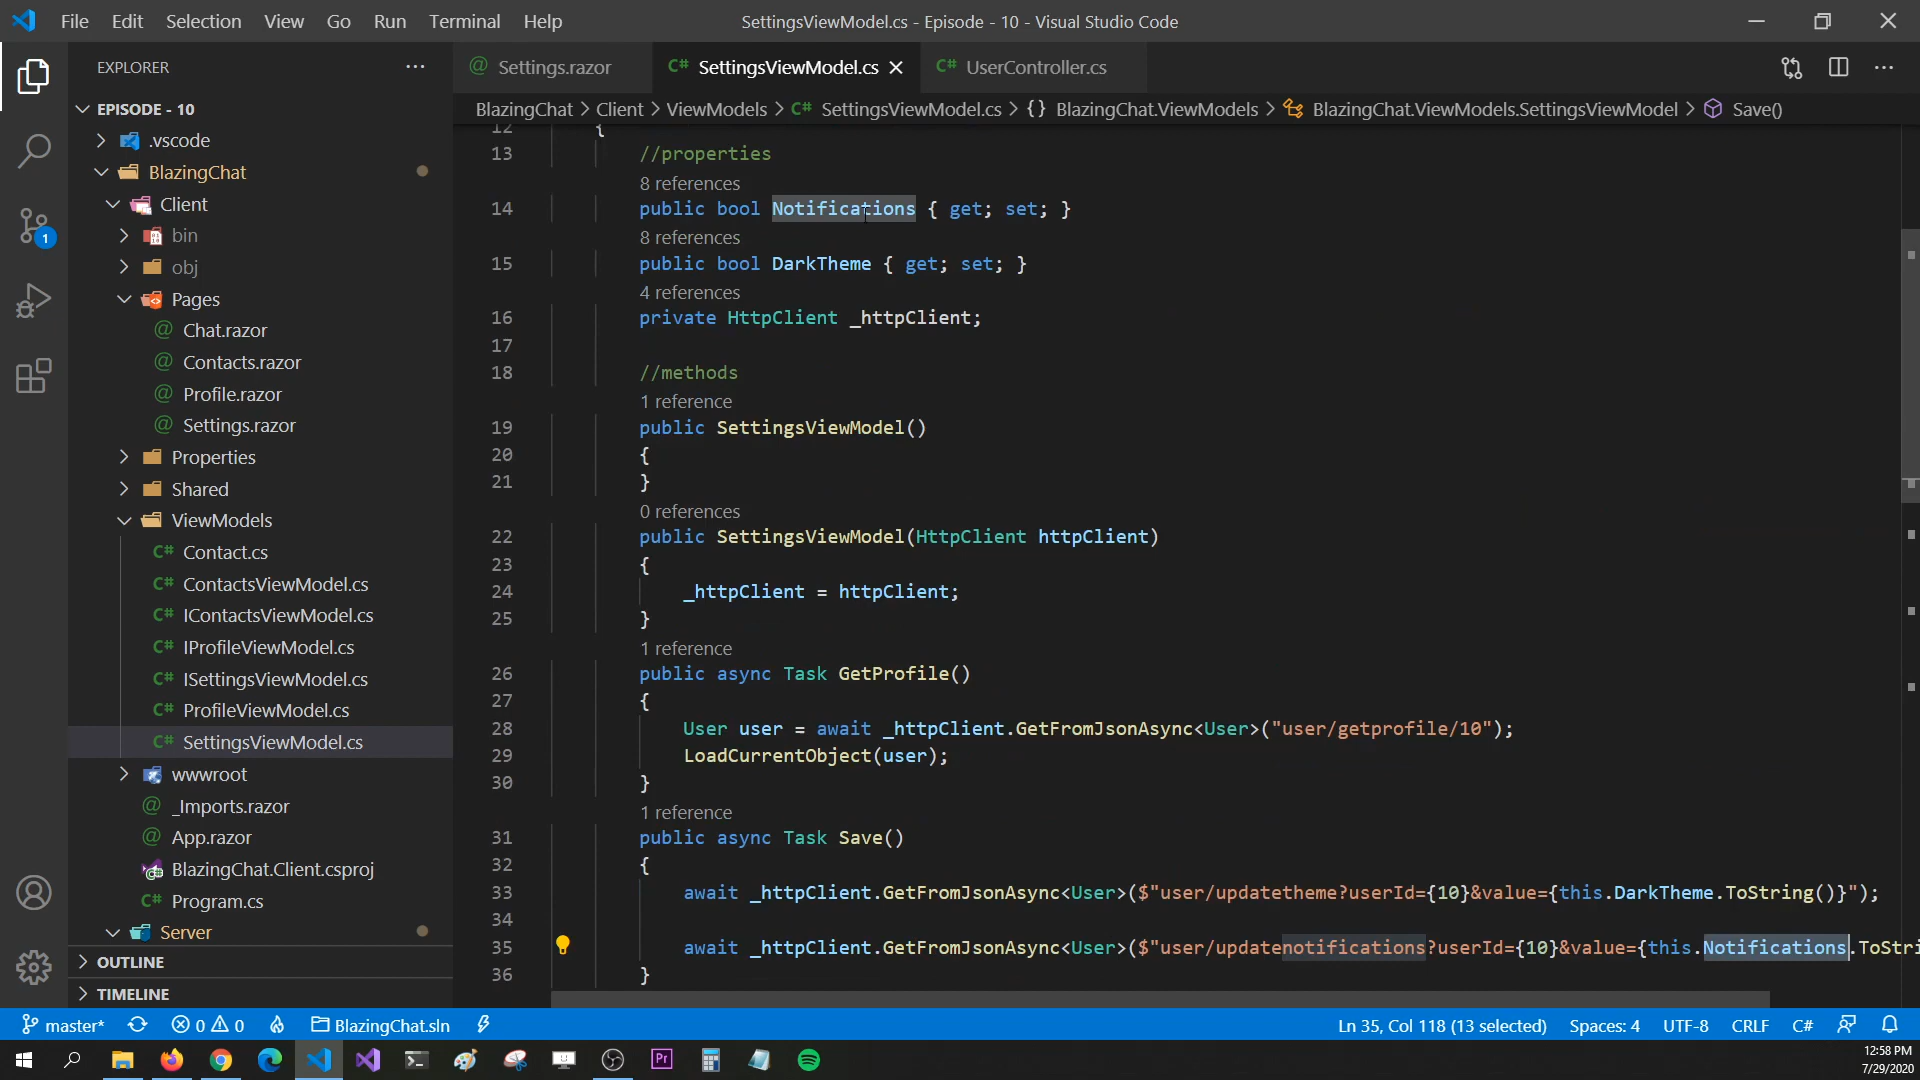 File Edit Selection View Go Run Terminal Help
SettingsViewModel.cs - Episode - 10 - Visual Studio Code
EXPLORER
EPISODE - 10
.vscode
BlazingChat
Client
bin
obj
Pages
Chat.razor
Contacts.razor
Profile.razor
Settings.razor
Properties
Shared
ViewModels
Contact.cs
ContactsViewModel.cs
IContactsViewModel.cs
IProfileViewModel.cs
ISettingsViewModel.cs
ProfileViewModel.cs
SettingsViewModel.cs
wwwroot
_Imports.razor
App.razor
BlazingChat.Client.csproj
Program.cs
Server
OUTLINE
TIMELINE
Settings.razor SettingsViewModel.cs UserController.cs
BlazingChat > Client > ViewModels > SettingsViewModel.cs > {} BlazingChat.ViewModels > BlazingChat.ViewModels.SettingsViewModel > Save()
12 {
13 //properties
8 references
14 public bool Notifications { get; set; }
8 references
15 public bool DarkTheme { get; set; }
4 references
16 private HttpClient _httpClient;
17
18 //methods
1 reference
19 public SettingsViewModel()
20 {
21 }
0 references
22 public SettingsViewModel(HttpClient httpClient)
23 {
24 _httpClient = httpClient;
25 }
1 reference
26 public async Task GetProfile()
27 {
28 User user = await _httpClient.GetFromJsonAsync<User>("user/getprofile/10");
29 LoadCurrentObject(user);
30 }
1 reference
31 public async Task Save()
32 {
33 await _httpClient.GetFromJsonAsync<User>($"user/updatetheme?userId={10}&value={this.DarkTheme.ToString()}");
34
35 await _httpClient.GetFromJsonAsync<User>($"user/updatenotifications?userId={10}&value={this.Notifications.ToStri
36 }
1
master* 0 0 BlazingChat.sln Ln 35, Col 118 (13 selected) Spaces: 4 UTF-8 CRLF C#
12:58 PM
7/29/2020